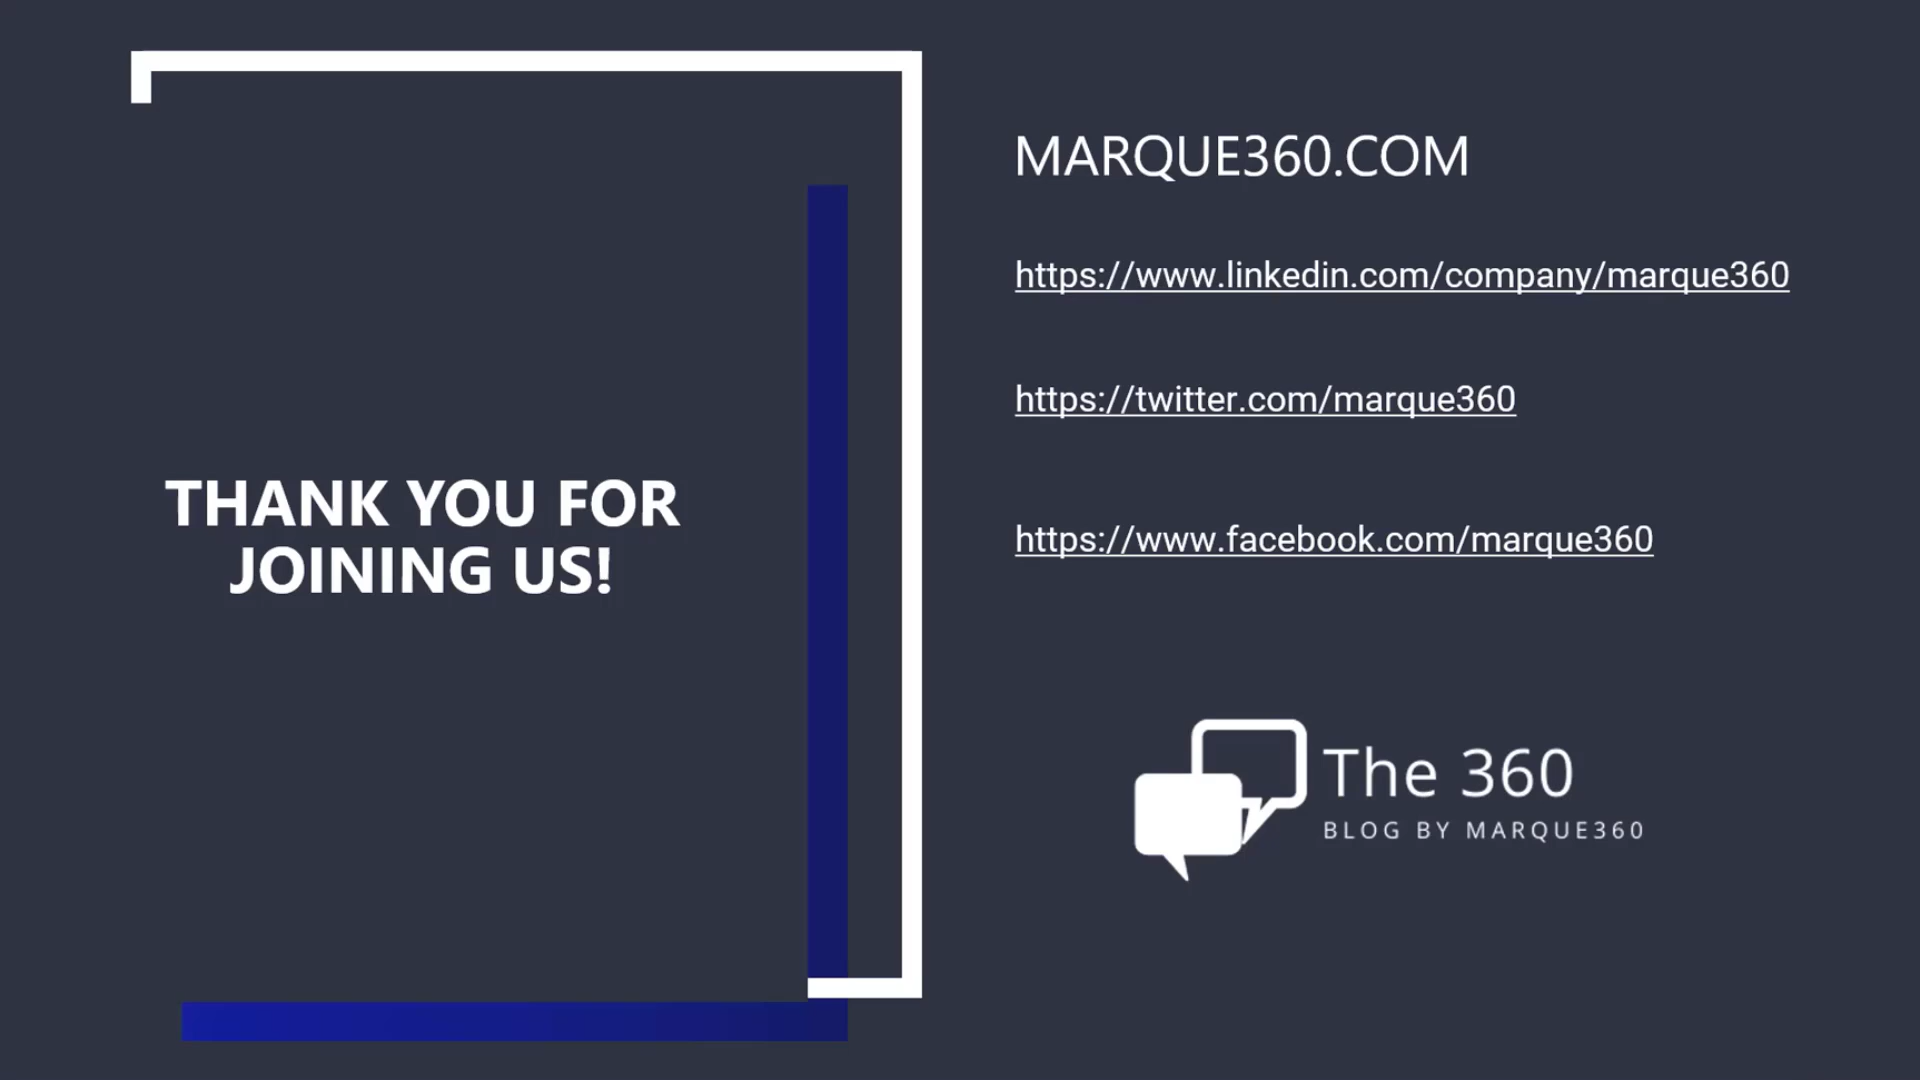 THANK YOU FOR
JOINING US!
MARQUE360.COM
https://www.linkedin.com/company/marque360
https://twitter.com/marque360
https://www.facebook.com/marque360
The 360
BLOG BY MARQUE360